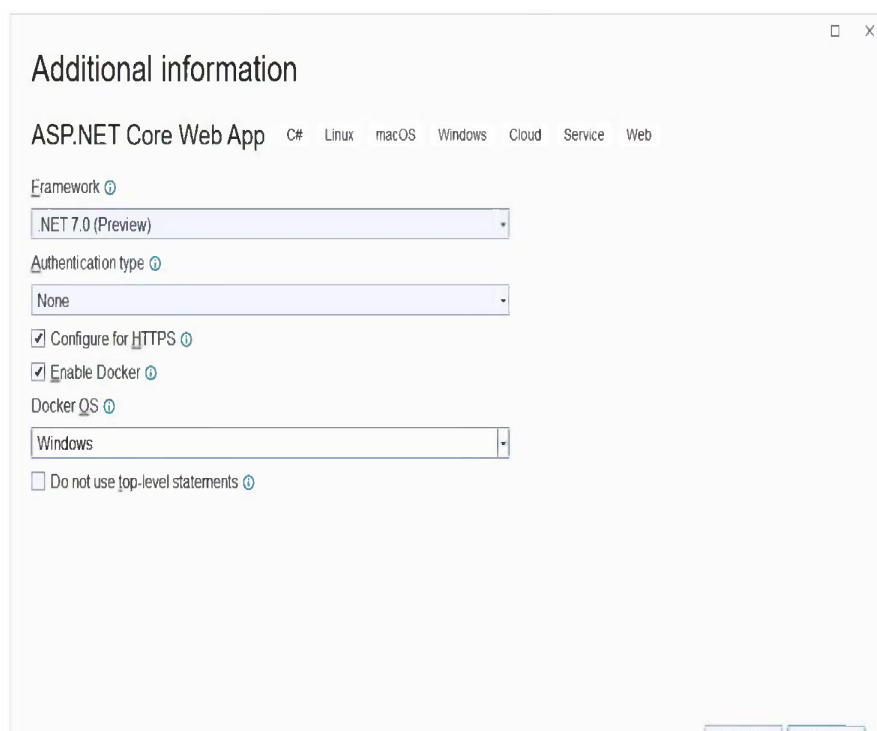 Additional information
ASP.NET Core Web App C# Linux macOS Windows Cloud Service Web
Framework
.NET 7.0 (Preview)
Authentication type
None
Configure for HTTPS
Enable Docker
Docker OS
Windows
Do not use top-level statements